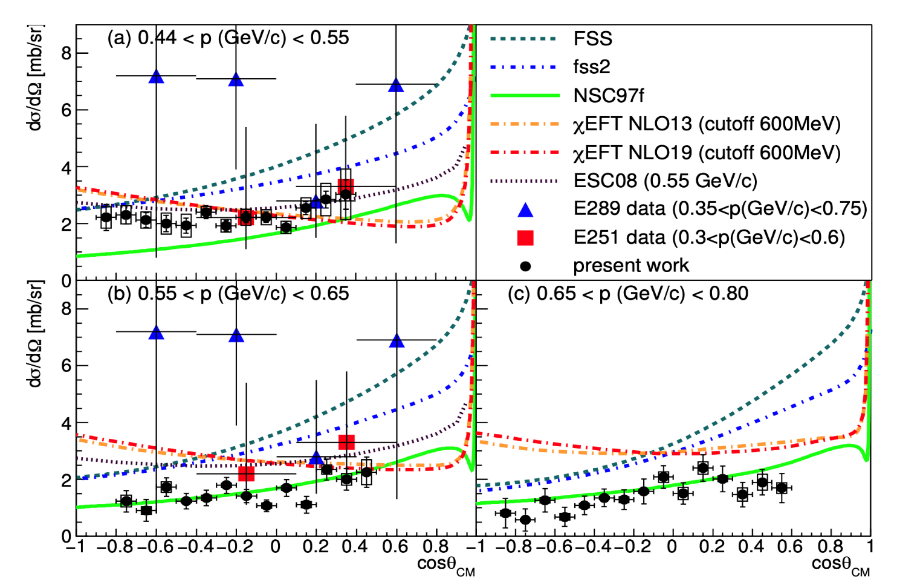 (a) 0.44 < p (GeV/c) < 0.55
dσ/dΩ [mb/sr]
8
6
4
2
0
FSS
fss2
NSC97f
χEFT NLO13 (cutoff 600MeV)
χEFT NLO19 (cutoff 600MeV)
ESC08 (0.55 GeV/c)
E289 data (0.35<p(GeV/c)<0.75)
E251 data (0.3<p(GeV/c)<0.6)
present work
(b) 0.55 < p (GeV/c) < 0.65
dσ/dΩ [mb/sr]
8
6
4
2
0
−1 −0.8 −0.6 −0.4 −0.2 0 0.2 0.4 0.6 0.8
cosθCM
(c) 0.65 < p (GeV/c) < 0.80
−1 −0.8 −0.6 −0.4 −0.2 0 0.2 0.4 0.6 0.8 1
cosθCM